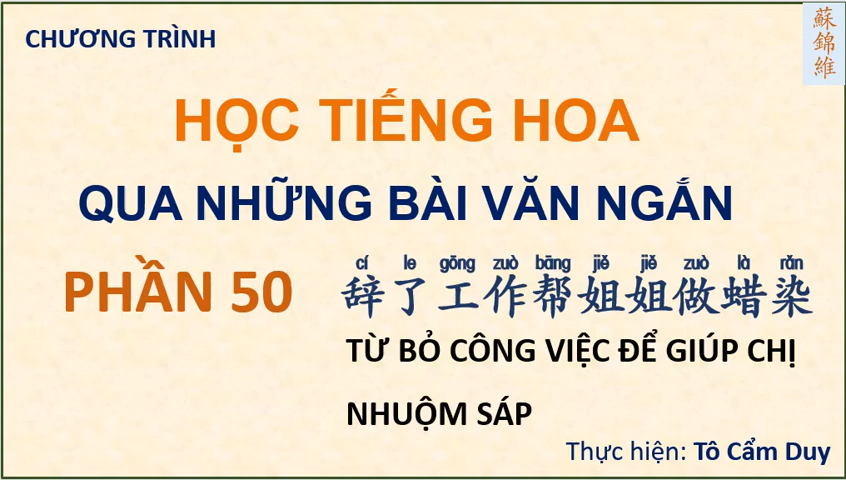 CHƯƠNG TRÌNH
蘇錦維
HỌC TIẾNG HOA
QUA NHỮNG BÀI VĂN NGẮN
PHẦN 50
cí le gōng zuò bāng jiě jiě zuò là rǎn
辞了工作帮姐姐做蜡染
TỪ BỎ CÔNG VIỆC ĐỂ GIÚP CHỊ
NHUỘM SÁP
Thực hiện: Tô Cẩm Duy